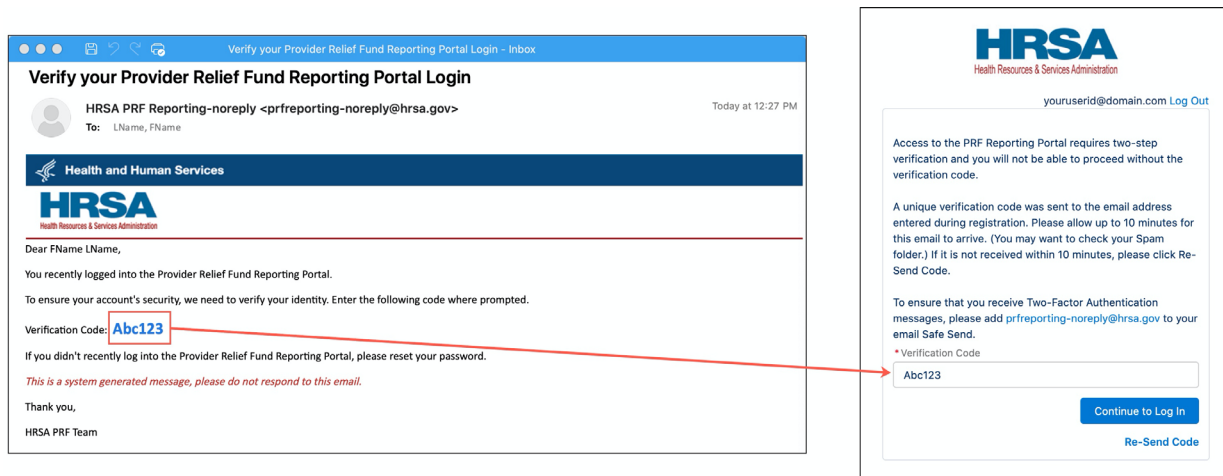 Verify your Provider Relief Fund Reporting Portal Login - Inbox
Verify your Provider Relief Fund Reporting Portal Login
HRSA PRF Reporting-noreply <prfreporting-noreply@hrsa.gov>
Today at 12:27 PM
To: LName, FName
Health and Human Services
HRSA
Health Resources & Services Administration
Dear FName LName,
You recently logged into the Provider Relief Fund Reporting Portal.
To ensure your account's security, we need to verify your identity. Enter the following code where prompted.
Verification Code: Abc123
If you didn't recently log into the Provider Relief Fund Reporting Portal, please reset your password.
This is a system generated message, please do not respond to this email.
Thank you,
HRSA PRF Team
HRSA
Health Resources & Services Administration
youruserid@domain.com Log Out
Access to the PRF Reporting Portal requires two-step
verification and you will not be able to proceed without the
verification code.
A unique verification code was sent to the email address
entered during registration. Please allow up to 10 minutes for
this email to arrive. (You may want to check your Spam
folder.) If it is not received within 10 minutes, please click Re-
Send Code.
To ensure that you receive Two-Factor Authentication
messages, please add prfreporting-noreply@hrsa.gov to your
email Safe Send.
* Verification Code
Abc123
Continue to Log In
Re-Send Code